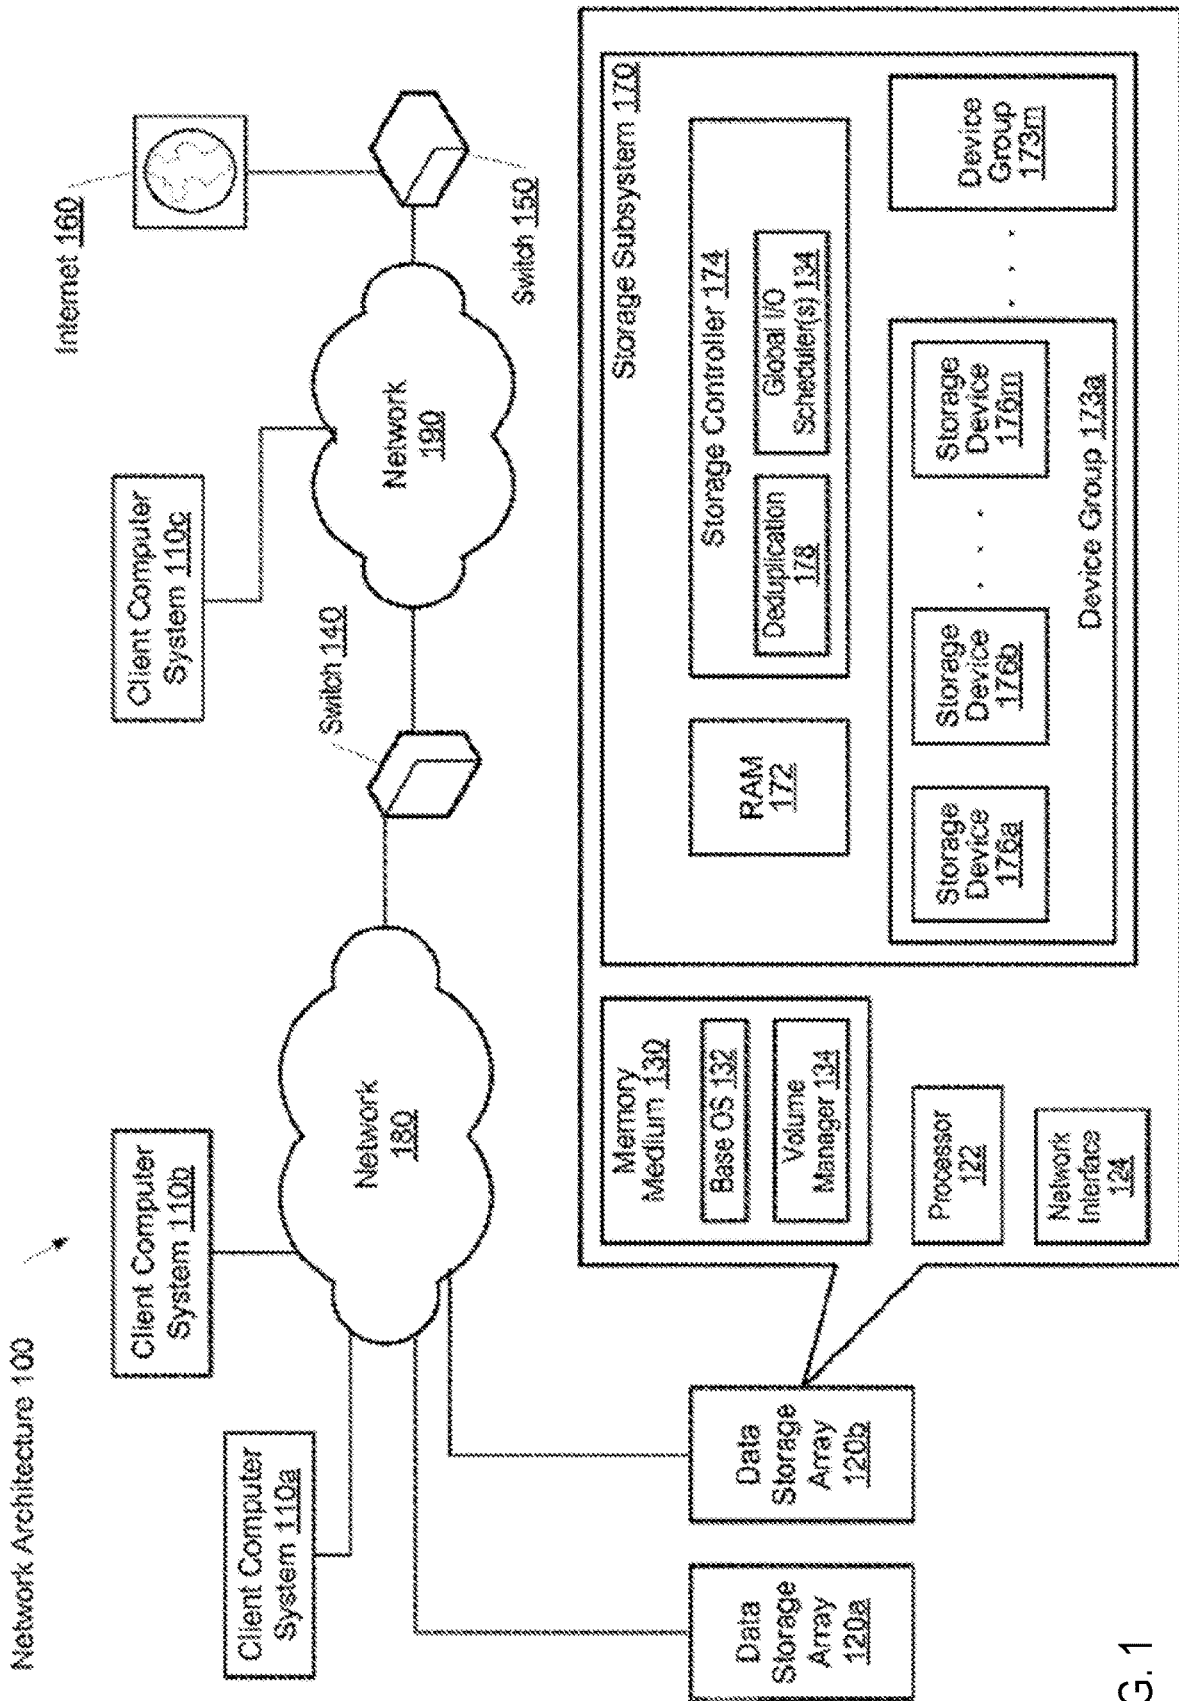 Network Architecture 100
Client Computer
System 110a
Client Computer
System 110b
Client Computer
System 110c
Internet 160
Network
180
Switch 140
Network
190
Switch 150
Data
Storage
Array
120a
Data
Storage
Array
120b
Memory
Medium 130
Base OS 132
Volume
Manager 134
Processor
122
Network
Interface
124
Storage Subsystem 170
RAM
172
Storage Controller 174
Deduplication
178
Global I/O
Scheduler(s) 134
Storage
Device
176a
Storage
Device
176b
. . .
Storage
Device
176m
Device Group 173a
. . .
Device
Group
173m
G. 1